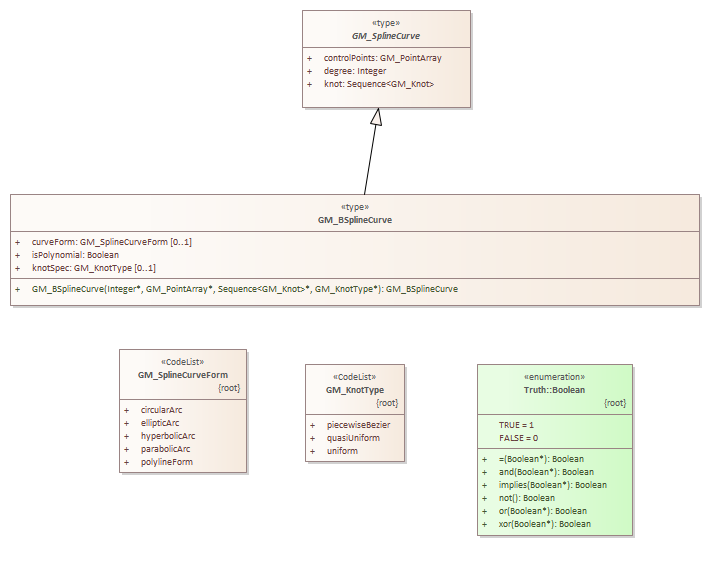 «type»
GM_SplineCurve
+ controlPoints: GM_PointArray
+ degree: Integer
+ knot: Sequence<GM_Knot>
«type»
GM_BSplineCurve
+ curveForm: GM_SplineCurveForm [0..1]
+ isPolynomial: Boolean
+ knotSpec: GM_KnotType [0..1]
+ GM_BSplineCurve(Integer*, GM_PointArray*, Sequence<GM_Knot>*, GM_KnotType*): GM_BSplineCurve
«CodeList»
GM_SplineCurveForm
{root}
+ circularArc
+ ellipticArc
+ hyperbolicArc
+ parabolicArc
+ polylineForm
«CodeList»
GM_KnotType
{root}
+ piecewiseBezier
+ quasiUniform
+ uniform
«enumeration»
Truth::Boolean
{root}
TRUE = 1
FALSE = 0
+ =(Boolean*): Boolean
+ and(Boolean*): Boolean
+ implies(Boolean*): Boolean
+ not(): Boolean
+ or(Boolean*): Boolean
+ xor(Boolean*): Boolean